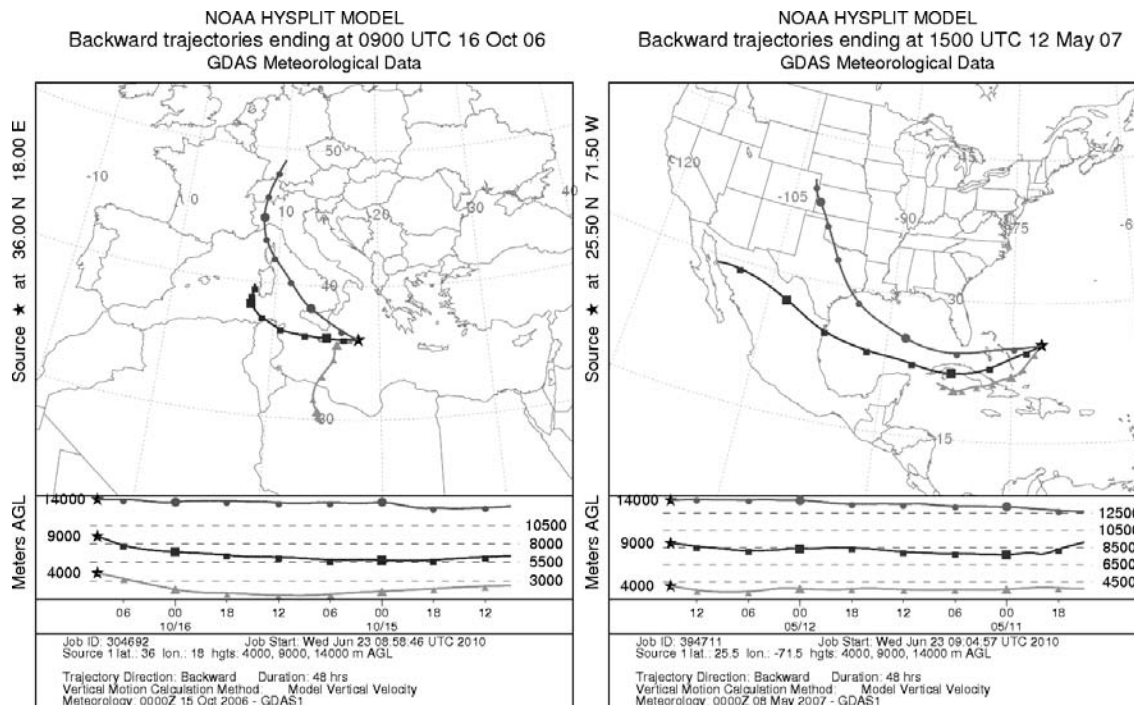 NOAA HYSPLIT MODEL
Backward trajectories ending at 0900 UTC 16 Oct 06
GDAS Meteorological Data
Source ★ at 36.00 N 18.00 E
-10
0
10
20
30
40
50
40
30
Meters AGL
14000
9000
4000
10500
8000
5500
3000
06 00 18 12 06 00 18 12
10/16 10/15
Job ID: 304692 Job Start: Wed Jun 23 08:58:46 UTC 2010
Source 1 lat.: 36 lon.: 18 hgts: 4000, 9000, 14000 m AGL
Trajectory Direction: Backward Duration: 48 hrs
Vertical Motion Calculation Method: Model Vertical Velocity
Meteorology: 0000Z 15 Oct 2006 - GDAS1
NOAA HYSPLIT MODEL
Backward trajectories ending at 1500 UTC 12 May 07
GDAS Meteorological Data
Source ★ at 25.50 N 71.50 W
-120
-105
-90
-75
-6
45
30
15
Meters AGL
14000
9000
4000
12500
10500
8500
6500
4500
12 06 00 18 12 06 00 18
05/12 05/11
Job ID: 394711 Job Start: Wed Jun 23 09:04:57 UTC 2010
Source 1 lat.: 25.5 lon.: -71.5 hgts: 4000, 9000, 14000 m AGL
Trajectory Direction: Backward Duration: 48 hrs
Vertical Motion Calculation Method: Model Vertical Velocity
Meteorology: 0000Z 08 May 2007 - GDAS1